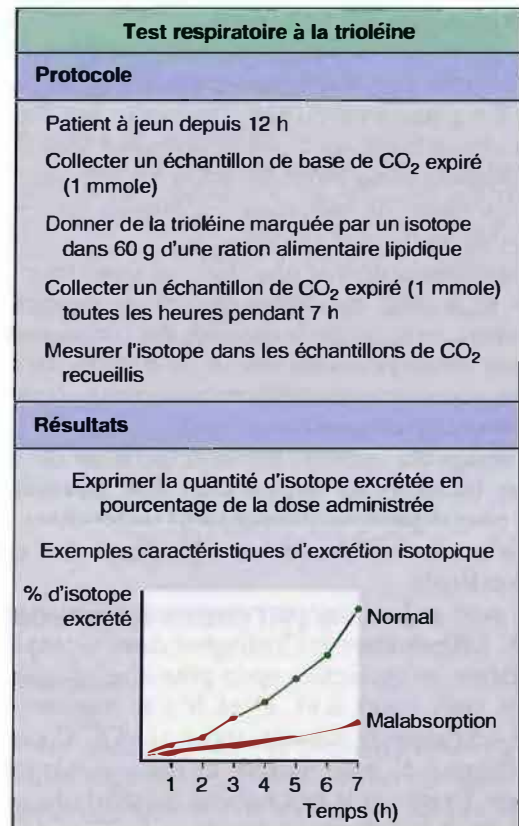 Test respiratoire à la trioléine
Protocole
Patient à jeun depuis 12 h
Collecter un échantillon de base de CO₂ expiré
(1 mmole)
Donner de la trioléine marquée par un isotope
dans 60 g d'une ration alimentaire lipidique
Collecter un échantillon de CO₂ expiré (1 mmole)
toutes les heures pendant 7 h
Mesurer l'isotope dans les échantillons de CO₂
recueillis
Résultats
Exprimer la quantité d'isotope excrétée en
pourcentage de la dose administrée
Exemples caractéristiques d'excrétion isotopique
% d'isotope
excrété
Normal
Malabsorption
1 2 3 4 5 6 7
Temps (h)